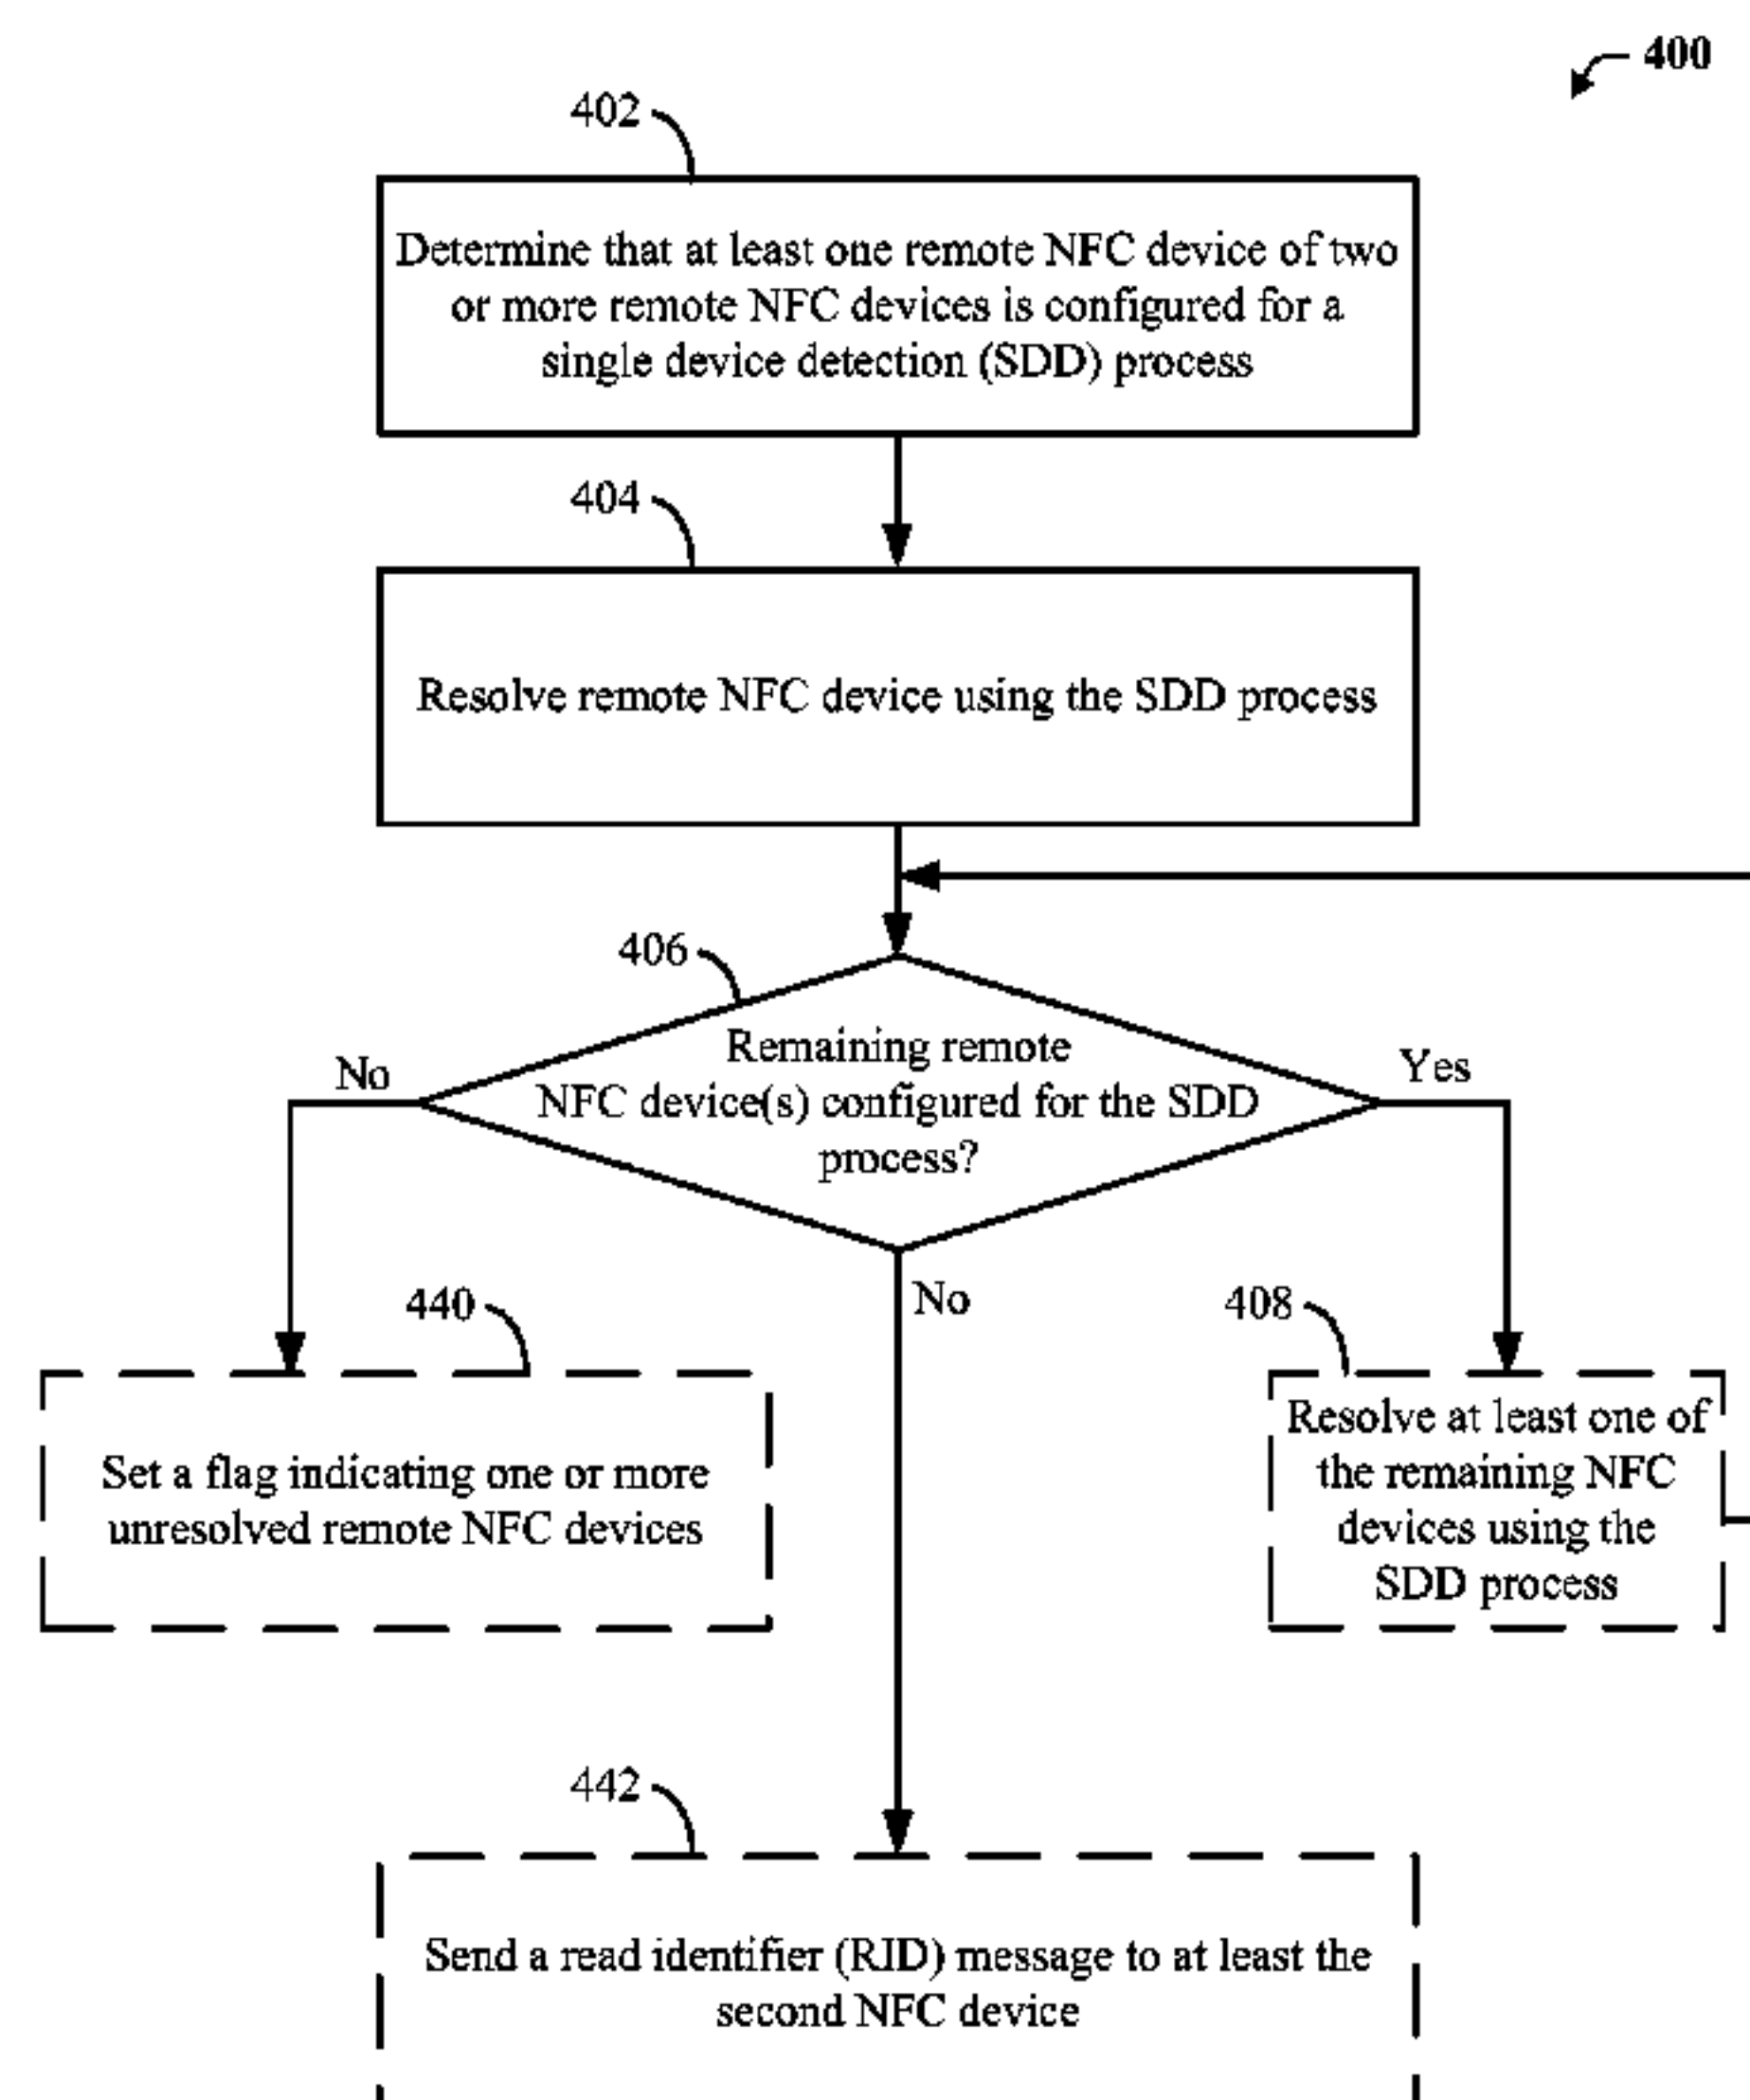 400
402
Determine that at least one remote NFC device of two
or more remote NFC devices is configured for a
single device detection (SDD) process
404
Resolve remote NFC device using the SDD process
406
Remaining remote
NFC device(s) configured for the SDD
process?
No
Yes
No
440
Set a flag indicating one or more
unresolved remote NFC devices
408
Resolve at least one of
the remaining NFC
devices using the
SDD process
442
Send a read identifier (RID) message to at least the
second NFC device